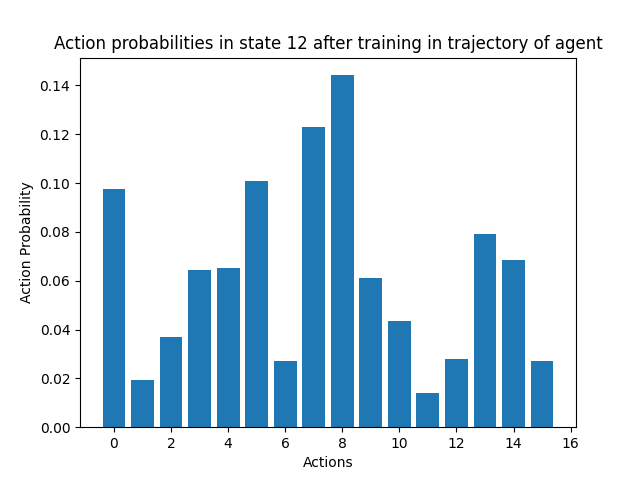 Action probabilities in state 12 after training in trajectory of agent
0.14
0.12
0.10
0.08
0.06
0.04
0.02
0.00
Action Probability
0 2 4 6 8 10 12 14 16
Actions